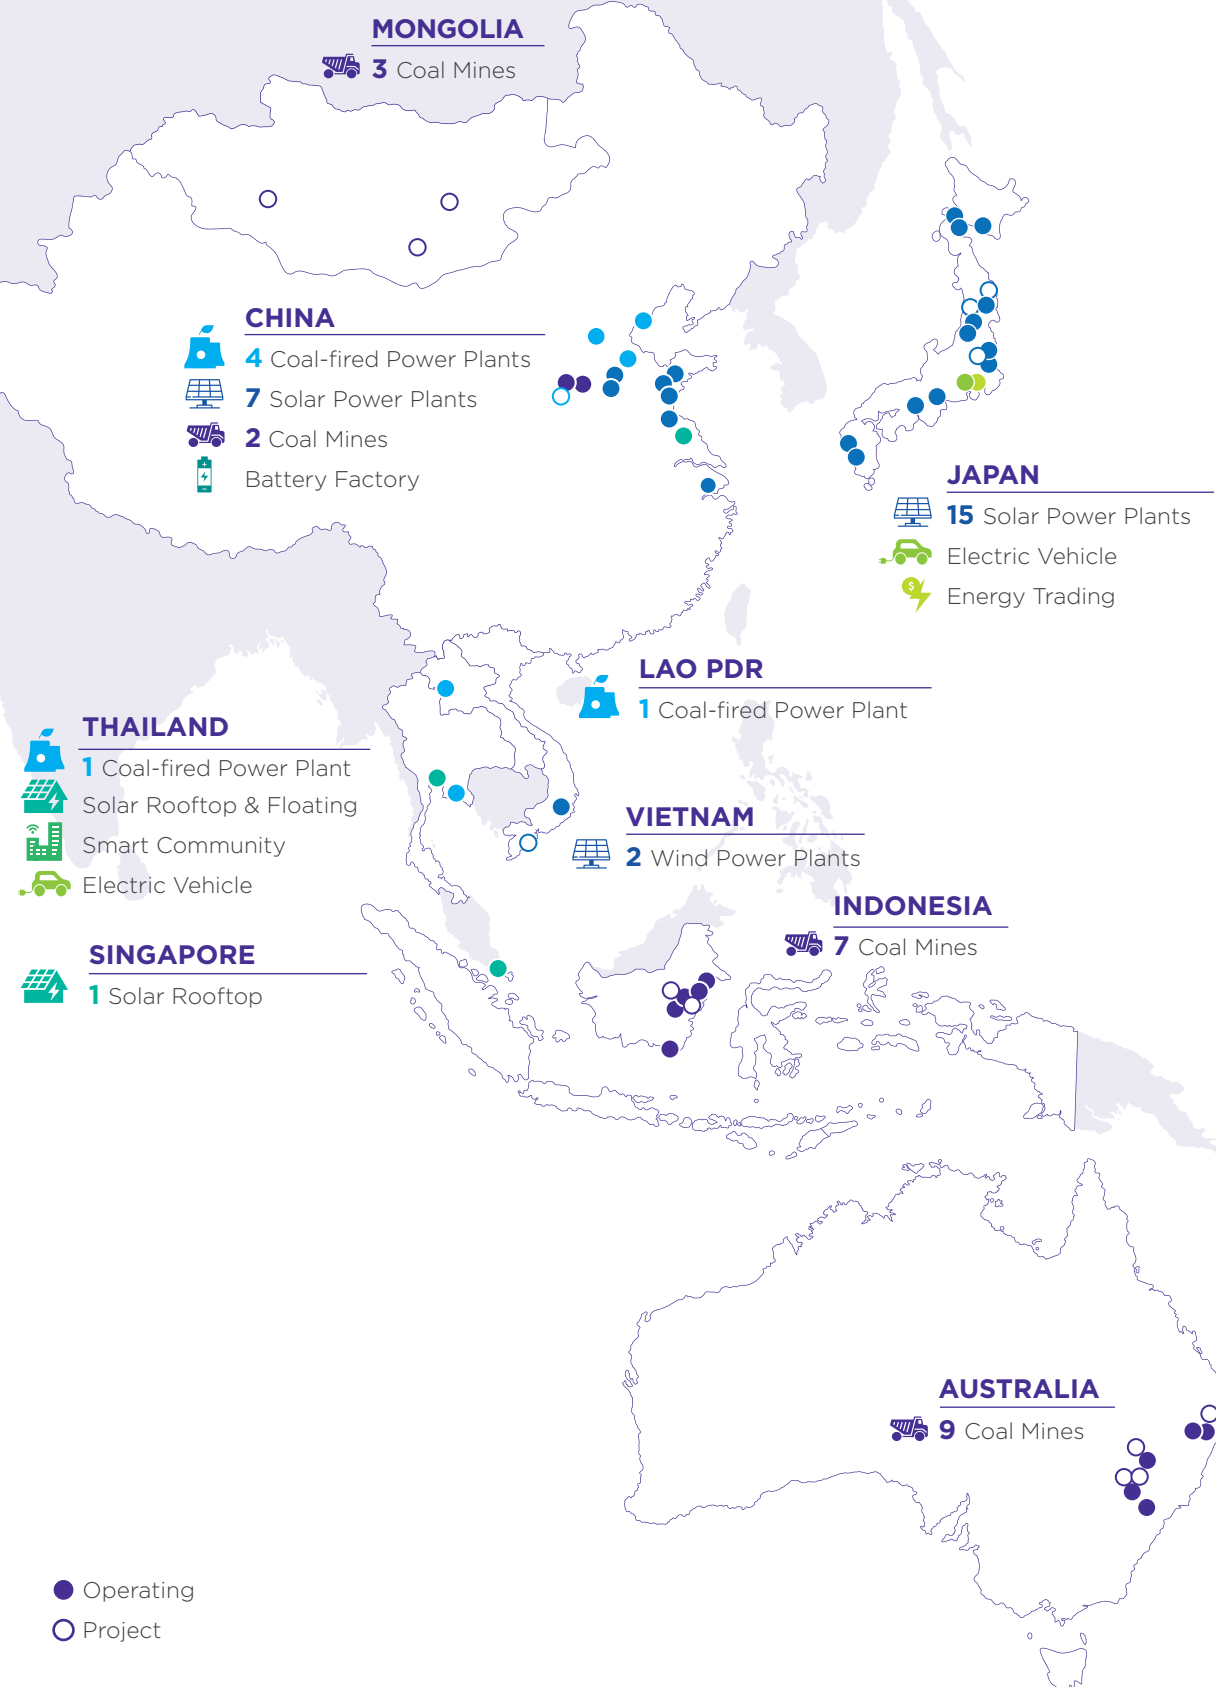 MONGOLIA
3 Coal Mines
CHINA
4 Coal-fired Power Plants
7 Solar Power Plants
2 Coal Mines
Battery Factory
JAPAN
15 Solar Power Plants
Electric Vehicle
$
Energy Trading
LAO PDR
1 Coal-fired Power Plant
THAILAND
1 Coal-fired Power Plant
Solar Rooftop & Floating
Smart Community
Electric Vehicle
VIETNAM
2 Wind Power Plants
INDONESIA
7 Coal Mines
SINGAPORE
1 Solar Rooftop
AUSTRALIA
9 Coal Mines
Operating
Project